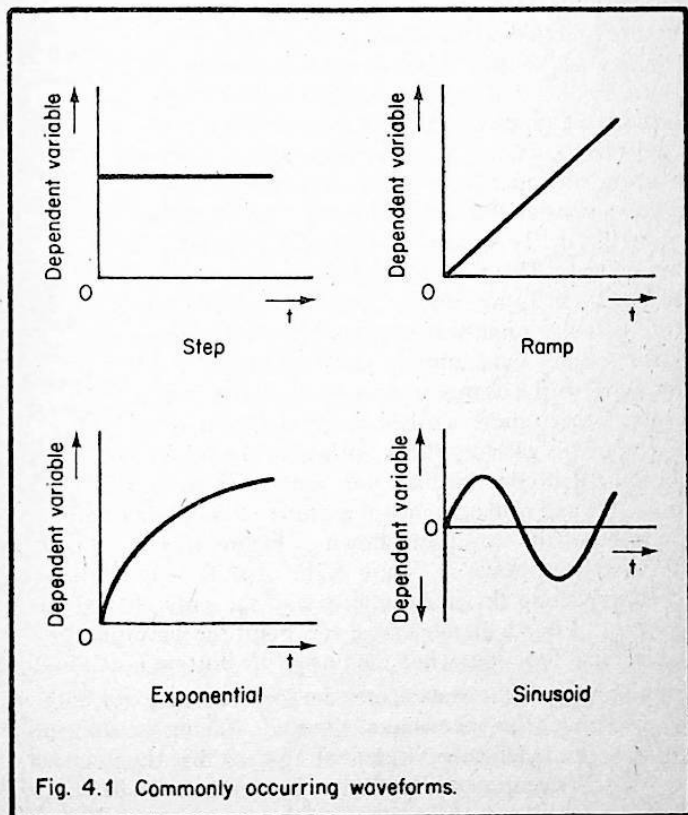 Dependent variable
O
t
Step
Dependent variable
O
t
Ramp
Dependent variable
O
t
Exponential
Dependent variable
O
t
Sinusoid
Fig. 4.1 Commonly occurring waveforms.